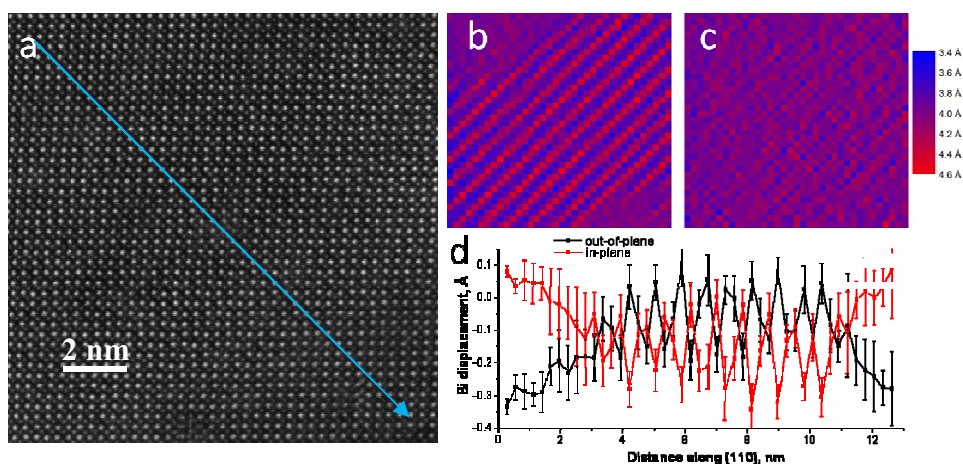 a
2 nm
b
c
3.4 Å
3.6 Å
3.8 Å
4.0 Å
4.2 Å
4.4 Å
4.6 Å
d
out-of-plane
in-plane
0.1
0.0
-0.1
-0.2
-0.3
-0.4
Bi displacement, Å
0
2
4
6
8
10
12
Distance along [110], nm